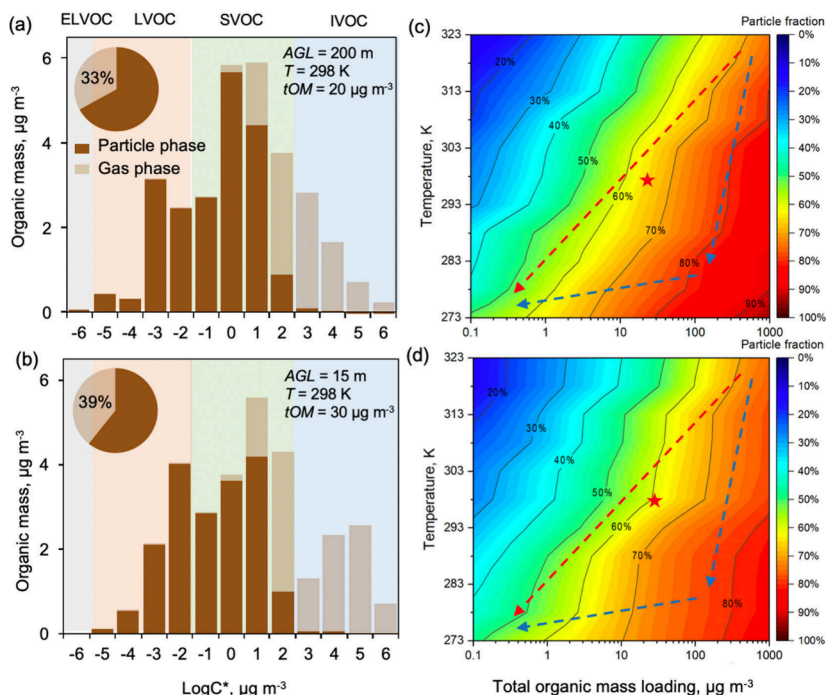 ELVOC LVOC SVOC IVOC
(a)
6
4
2
0
Organic mass, µg m-3
33%
Particle phase
Gas phase
AGL = 200 m
T = 298 K
tOM = 20 µg m-3
-6 -5 -4 -3 -2 -1 0 1 2 3 4 5 6
(b)
6
4
2
0
Organic mass, µg m-3
39%
AGL = 15 m
T = 298 K
tOM = 30 µg m-3
-6 -5 -4 -3 -2 -1 0 1 2 3 4 5 6
LogC*, µg m-3
(c)
323
313
303
293
283
273
Temperature, K
20%
30%
40%
50%
60%
70%
80%
90%
0.1 1 10 100 1000
Particle fraction
0%
10%
20%
30%
40%
50%
60%
70%
80%
90%
100%
(d)
323
313
303
293
283
273
Temperature, K
20%
30%
40%
50%
60%
70%
80%
0.1 1 10 100 1000
Particle fraction
0%
10%
20%
30%
40%
50%
60%
70%
80%
90%
100%
Total organic mass loading, µg m-3